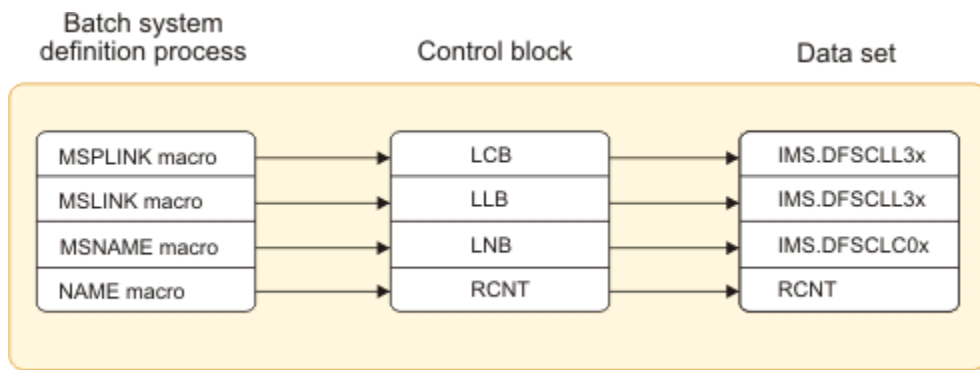 Batch system
definition process
Control block
Data set
MSPLINK macro
LCB
IMS.DFSCLL3x
MSLINK macro
LLB
IMS.DFSCLL3x
MSNAME macro
LNB
IMS.DFSCLC0x
NAME macro
RCNT
RCNT